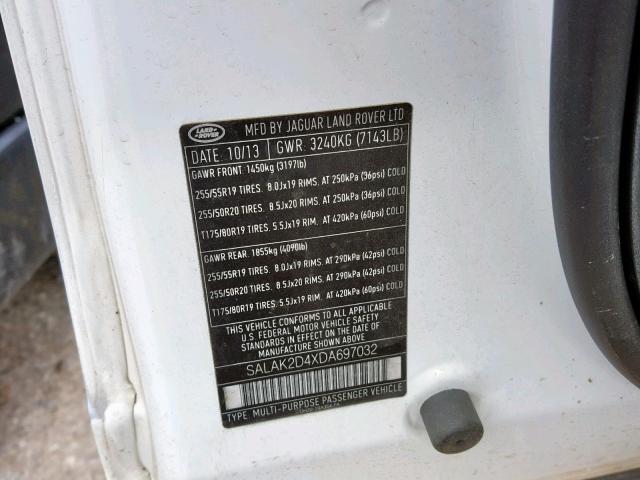 LAND-ROVER
MFD BY JAGUAR LAND ROVER LTD
DATE: 10/13 GWR: 3240KG (7143LB)
GAWR FRONT: 1450kg (3197lb)
255/55R19 TIRES. 8.0Jx19 RIMS. AT 250kPa (36psi) COLD
255/50R20 TIRES. 8.5Jx20 RIMS. AT 250kPa (36psi) COLD
T175/80R19 TIRES. 5.5Jx19 RIM. AT 420kPa (60psi) COLD
GAWR REAR: 1855kg (4090lb)
255/55R19 TIRES. 8.0Jx19 RIMS. AT 290kPa (42psi) COLD
255/50R20 TIRES. 8.5Jx20 RIMS. AT 290kPa (42psi) COLD
T175/80R19 TIRES. 5.5Jx19 RIM. AT 420kPa (60psi) COLD
THIS VEHICLE CONFORMS TO ALL APPLICABLE
U.S FEDERAL MOTOR VEHICLE SAFETY STANDARDS
IN EFFECT ON THE DATE OF
MANUFACTURE SHOWN ABOVE
SALAK2D4XDA697032
TYPE: MULTI-PURPOSE PASSENGER VEHICLE